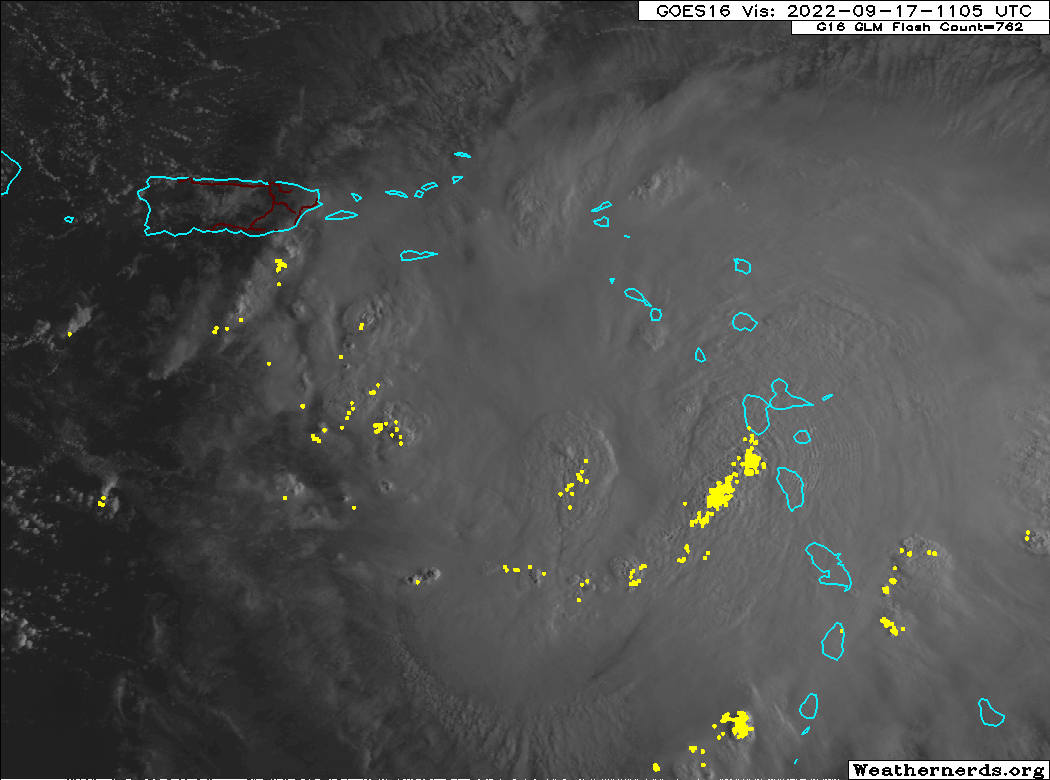 GOES16 Vis: 2022-09-17-1105 UTC
G16 GLM Flash Count=762
Weathernerds.org